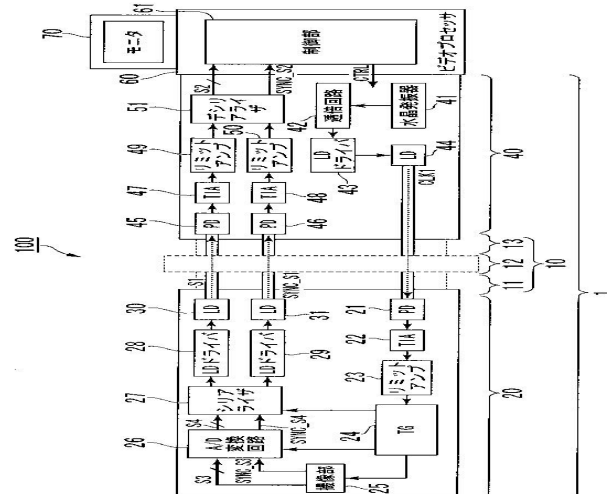 100
70
モニタ
61
制御部
60
ビデオプロセッサ
S2
SYNC_S2
CTRL
51
デシリ
アライ
ザ
42
通信回路
水晶発振器
41
49
リミット
アンプ
50
リミット
アンプ
LD
ドライバ
43
LD
44
CLK1
47
TIA
TIA
48
45
PD
PD
46
40
S1
SYNC_S1
13
12
11
10
1
30
LD
LD
31
28
LDドライバ
LDドライバ
29
27
シリア
ライザ
S4
SYNC_S4
26
A/D
変換
回路
S3
SYNC_S3
SYNC_S4
撮像部
25
24
TG
21
PD
22
TIA
23
リミット
アンプ
20